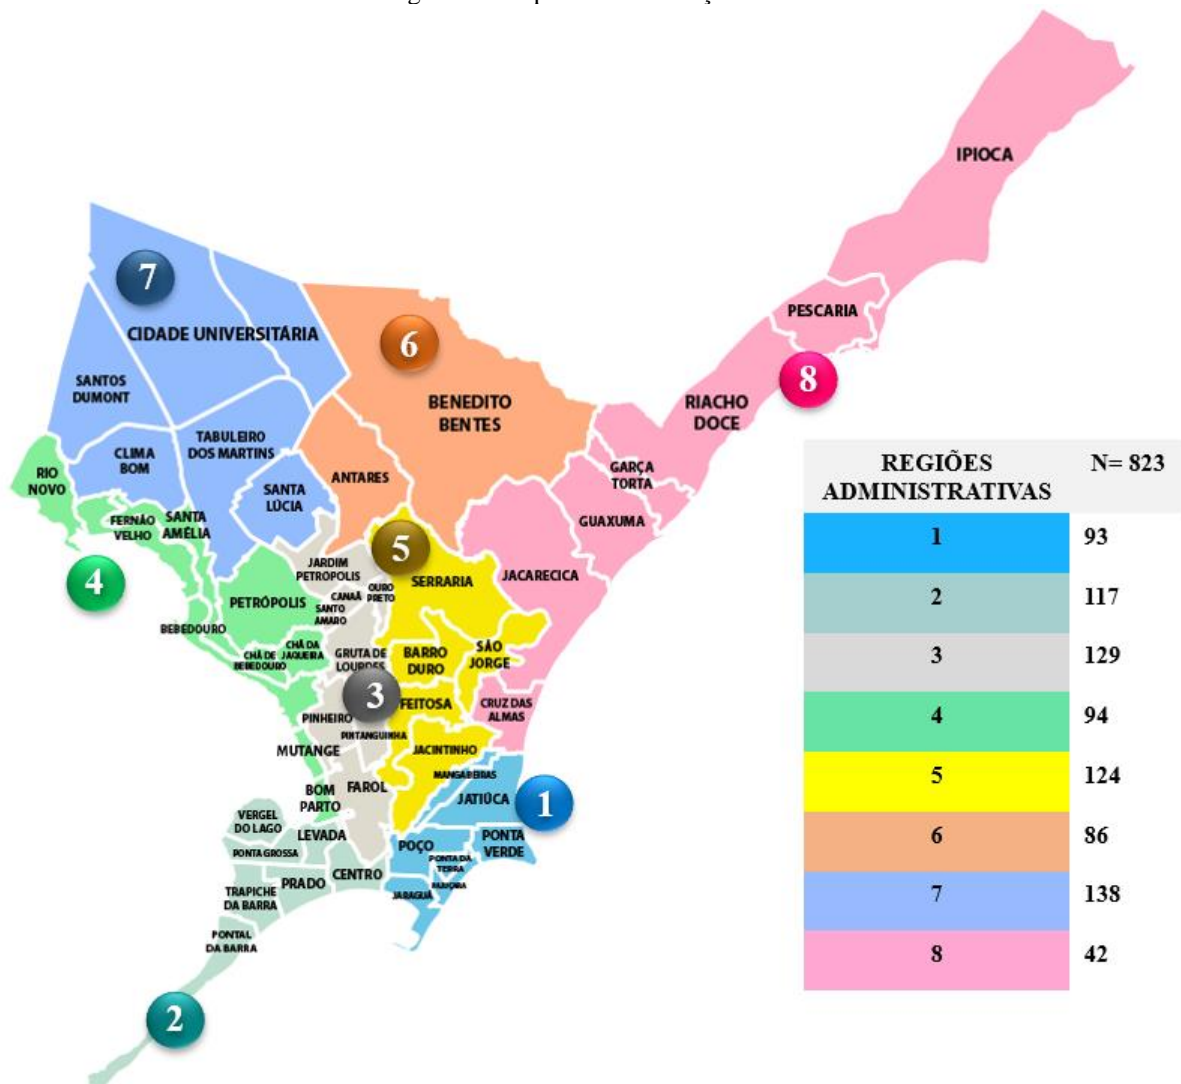 IPIOCA
PESCARIA
8
RIACHO
DOCE
7
CIDADE UNIVERSITÁRIA
6
BENEDITO
BENTES
SANTOS
DUMONT
TABULEIRO
DOS MARTINS
CLIMA
BOM
RIO
NOVO
ANTARES
GARÇA
TORTA
SANTA
LÚCIA
GUAXUMA
FERNÃO
VELHO
SANTA
AMÉLIA
5
JARDIM
PETROPOLIS
SERRARIA
JACARECICA
4
OURO
PRETO
CANAÃ
PETRÓPOLIS
SANTO
AMARO
BEBEDOURO
CHÃ DA
JAQUEIRA
CHÃ DE
BEBEDOURO
GRUTA DE
LOURDES
BARRO
DURO
SÃO
JORGE
3
FEITOSA
CRUZ DAS
ALMAS
PINHEIRO
PINTANGUINHA
MUTANGE
JACINTINHO
MANGABEIRAS
BOM
PARTO
FAROL
JATIÚCA
1
VERGEL
DO LAGO
LEVADA
POÇO
PONTA
VERDE
PONTA GROSSA
PONTA DA
TERRA
CENTRO
PRADO
TRAPICHE
DA BARRA
JARAGUÁ
PONTAL
DA BARRA
2
REGIÕES
ADMINISTRATIVAS N= 823
1 93
2 117
3 129
4 94
5 124
6 86
7 138
8 42